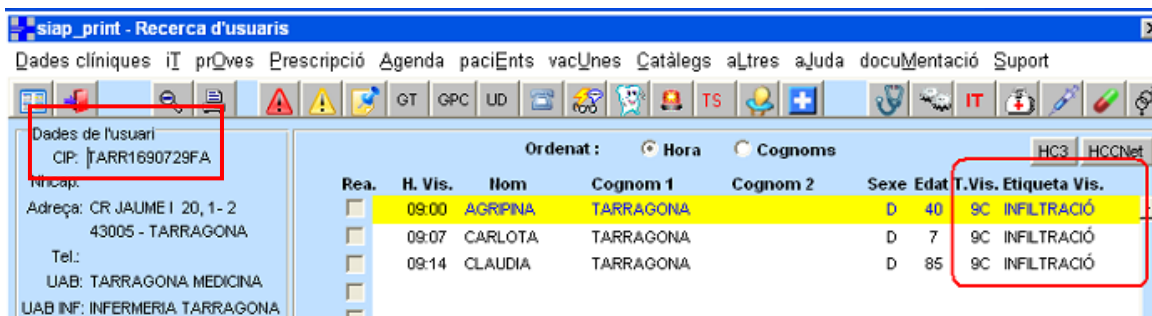 siap_print - Recerca d'usuaris
Dades clíniques iT prOves Prescripció Agenda paciEnts vacUnes Catàlegs aLtres aJuda docuMentació Suport
GT GPC UD TS IT
Dades de l'usuari
CIP: TARR1690729FA
Ordenat : Hora Cognoms HC3 HCCNet
Nhcap:
Rea. H. Vis. Nom Cognom 1 Cognom 2 Sexe Edat T.Vis. Etiqueta Vis.
Adreça: CR JAUME I 20, 1- 2
09:00 AGRIPINA TARRAGONA D 40 9C INFILTRACIÓ
43005 - TARRAGONA
09:07 CARLOTA TARRAGONA D 7 9C INFILTRACIÓ
Tel.:
09:14 CLAUDIA TARRAGONA D 85 9C INFILTRACIÓ
UAB: TARRAGONA MEDICINA
UAB INF: INFERMERIA TARRAGONA